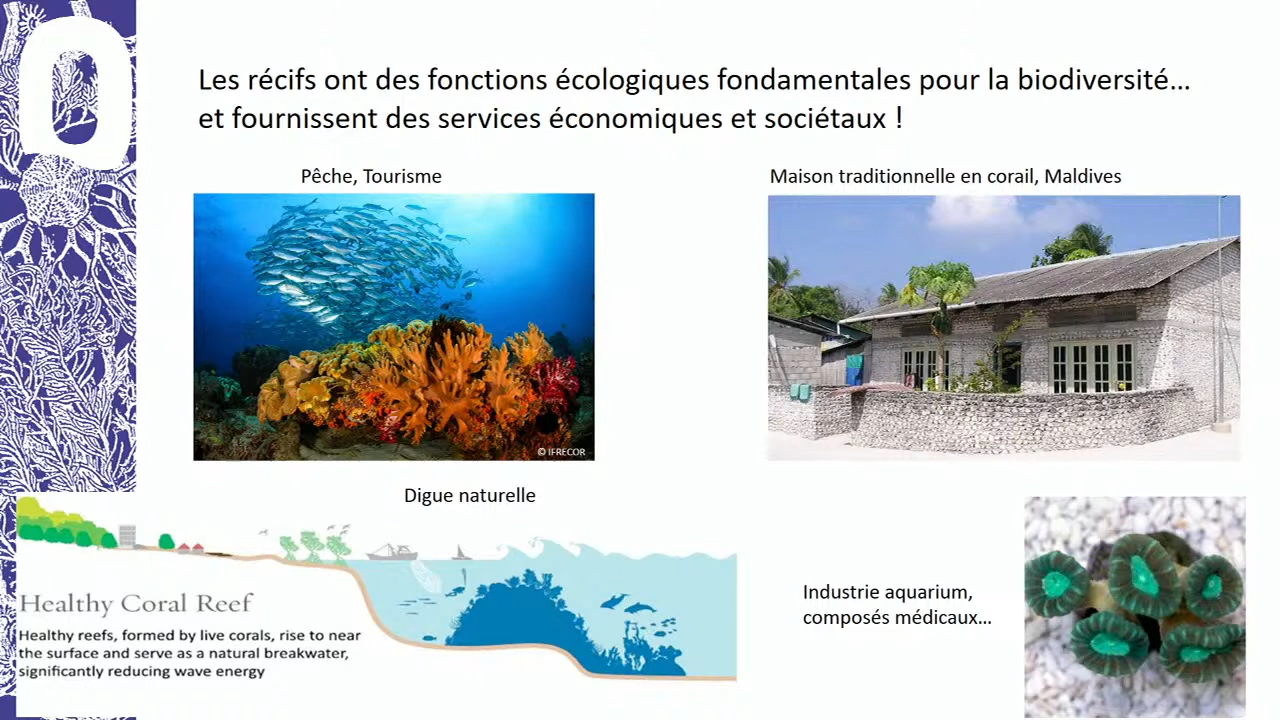 Les récifs ont des fonctions écologiques fondamentales pour la biodiversité...
et fournissent des services économiques et sociétaux !
Pêche, Tourisme
Maison traditionnelle en corail, Maldives
© IFRECOR
Digue naturelle
Healthy Coral Reef
Healthy reefs, formed by live corals, rise to near
the surface and serve as a natural breakwater,
significantly reducing wave energy
Industrie aquarium,
composés médicaux...